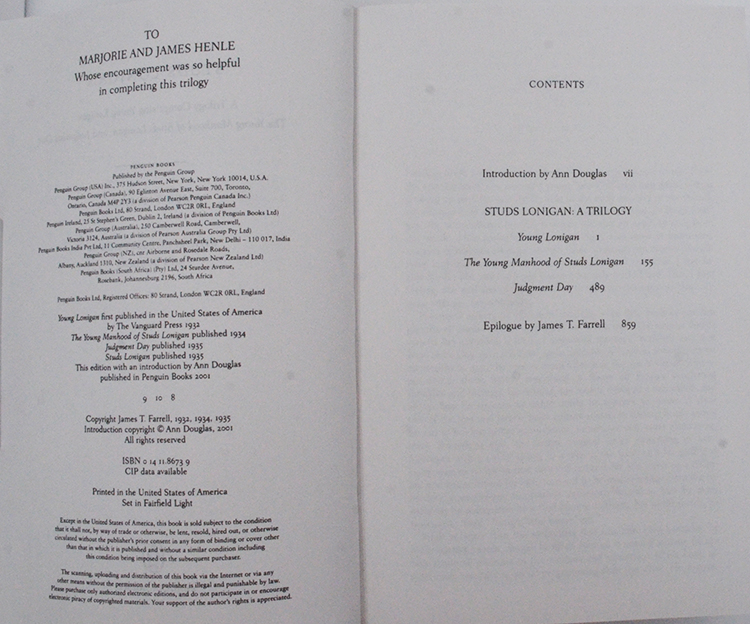 TO
MARJORIE AND JAMES HENLE
Whose encouragement was so helpful
in completing this trilogy
PENGUIN BOOKS
Published by the Penguin Group
Penguin Group (USA) Inc., 375 Hudson Street, New York, New York 10014, U.S.A.
Penguin Group (Canada), 90 Eglinton Avenue East, Suite 700, Toronto,
Ontario, Canada M4P 2Y3 (a division of Pearson Penguin Canada Inc.)
Penguin Books Ltd, 80 Strand, London WC2R 0RL, England
Penguin Ireland, 25 St Stephen's Green, Dublin 2, Ireland (a division of Penguin Books Ltd)
Penguin Group (Australia), 250 Camberwell Road, Camberwell,
Victoria 3124, Australia (a division of Pearson Australia Group Pty Ltd)
Penguin Books India Pvt Ltd, 11 Community Centre, Panchsheel Park, New Delhi – 110 017, India
Penguin Group (NZ), cnr Airborne and Rosedale Roads,
Albany, Auckland 1310, New Zealand (a division of Pearson New Zealand Ltd)
Penguin Books (South Africa) (Pty) Ltd, 24 Sturdee Avenue,
Rosebank, Johannesburg 2196, South Africa
Penguin Books Ltd, Registered Offices: 80 Strand, London WC2R 0RL, England
Young Lonigan first published in the United States of America
by The Vanguard Press 1932
The Young Manhood of Studs Lonigan published 1934
Judgment Day published 1935
Studs Lonigan published 1935
This edition with an introduction by Ann Douglas
published in Penguin Books 2001
9 10 8
Copyright James T. Farrell, 1932, 1934, 1935
Introduction copyright © Ann Douglas, 2001
All rights reserved
ISBN 0 14 11.8673 9
CIP data available
Printed in the United States of America
Set in Fairfield Light
Except in the United States of America, this book is sold subject to the condition
that it shall not, by way of trade or otherwise, be lent, resold, hired out, or otherwise
circulated without the publisher's prior consent in any form of binding or cover other
than that in which it is published and without a similar condition including
this condition being imposed on the subsequent purchaser.
The scanning, uploading and distribution of this book via the Internet or via any
other means without the permission of the publisher is illegal and punishable by law.
Please purchase only authorized electronic editions, and do not participate in or encourage
electronic piracy of copyrighted materials. Your support of the author's rights is appreciated.
CONTENTS
Introduction by Ann Douglas vii
STUDS LONIGAN: A TRILOGY
Young Lonigan 1
The Young Manhood of Studs Lonigan 155
Judgment Day 489
Epilogue by James T. Farrell 859